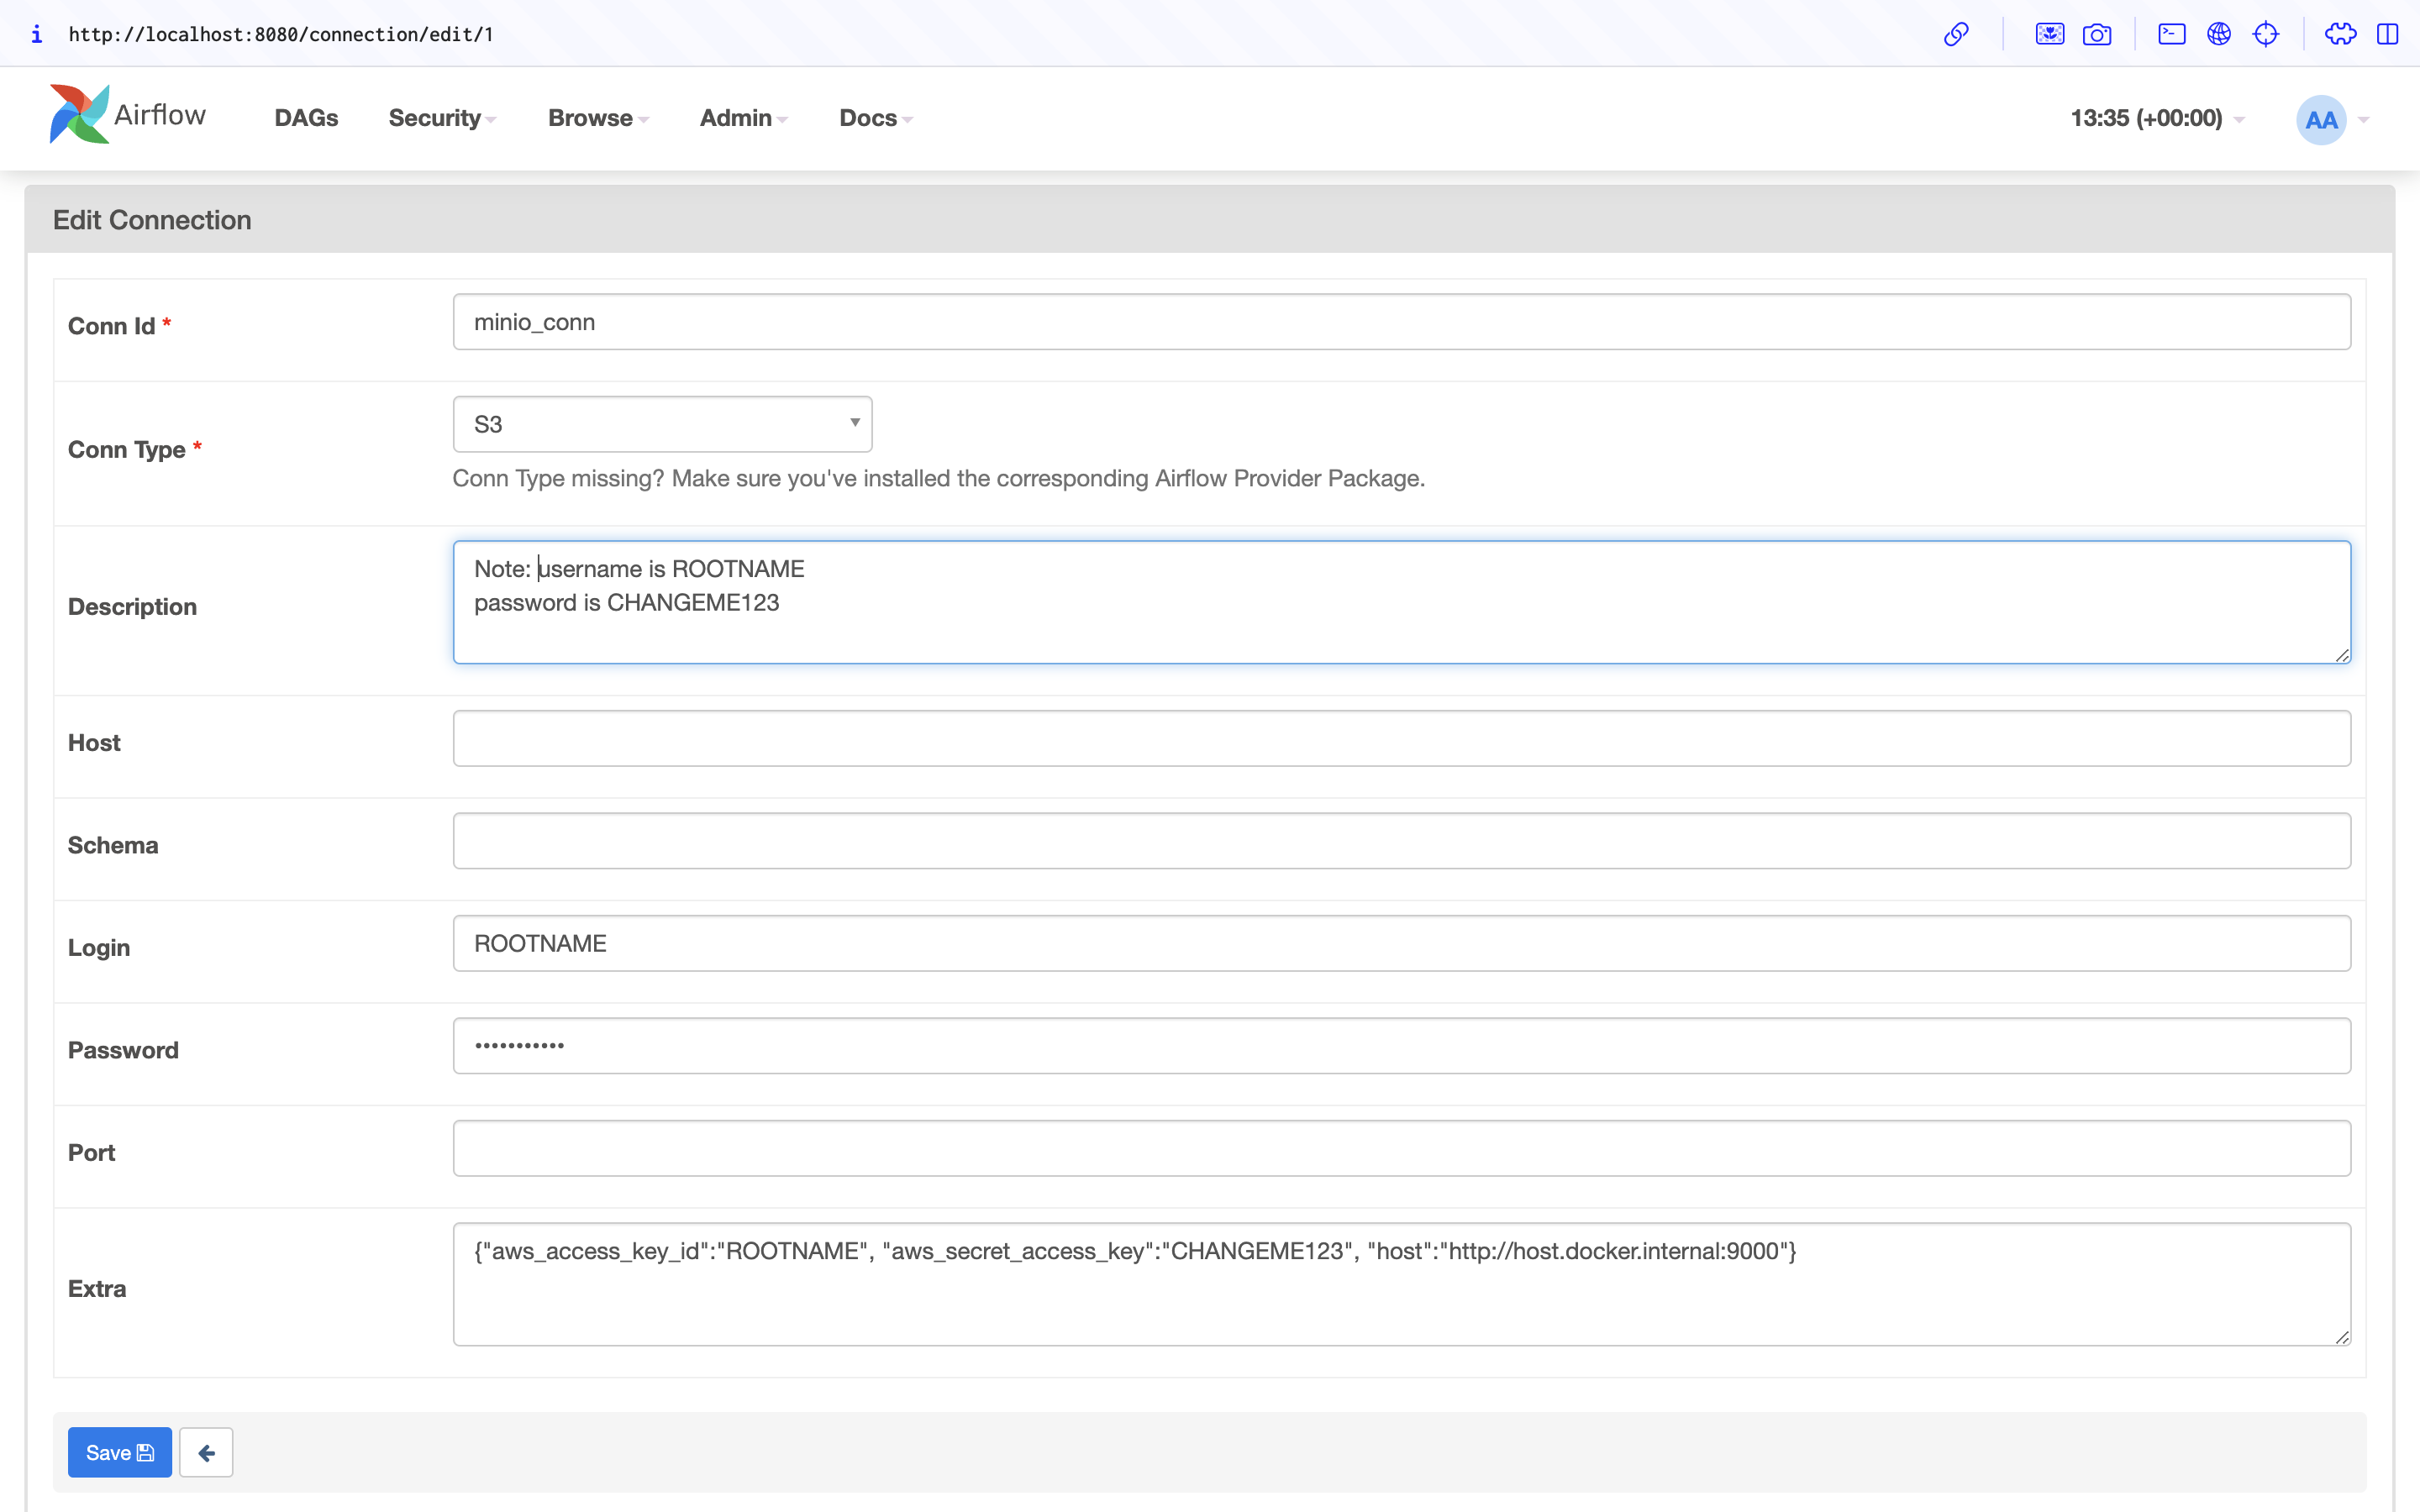 i http://localhost:8080/connection/edit/1
Airflow DAGs Security Browse Admin Docs 13:35 (+00:00) AA
Edit Connection
Conn Id * minio_conn
Conn Type * S3
Conn Type missing? Make sure you've installed the corresponding Airflow Provider Package.
Description
Note: username is ROOTNAME
password is CHANGEME123
Host
Schema
Login ROOTNAME
Password •••••••••••
Port
Extra {"aws_access_key_id":"ROOTNAME", "aws_secret_access_key":"CHANGEME123", "host":"http://host.docker.internal:9000"}
Save